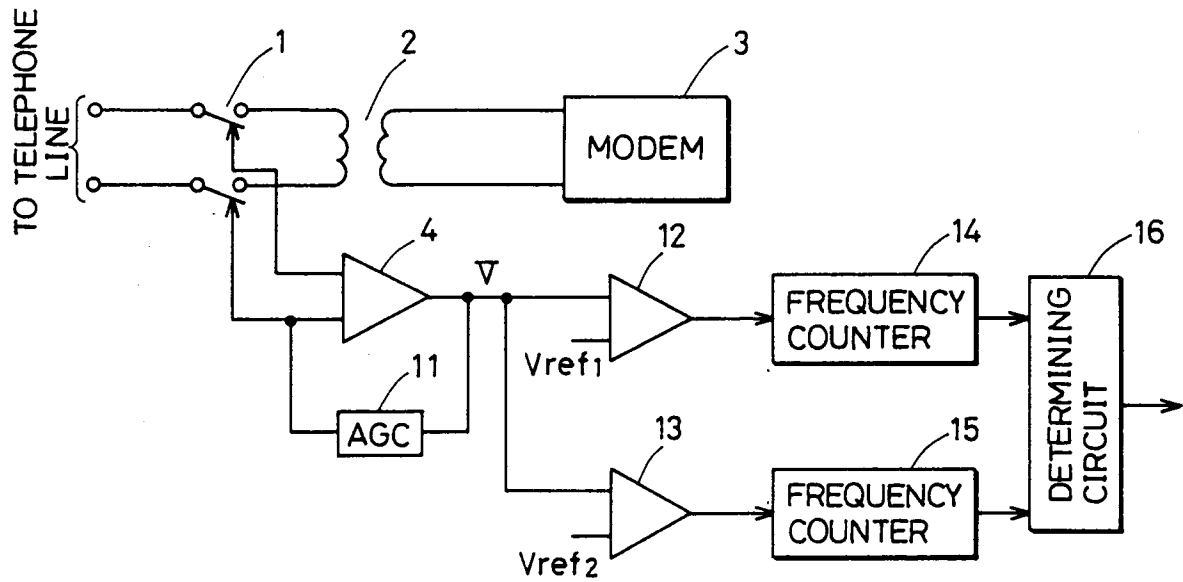 TO TELEPHONE
LINE
1
2
3
MODEM
4
V
11
AGC
12
Vref1
13
Vref2
14
FREQUENCY
COUNTER
15
FREQUENCY
COUNTER
16
DETERMINING
CIRCUIT